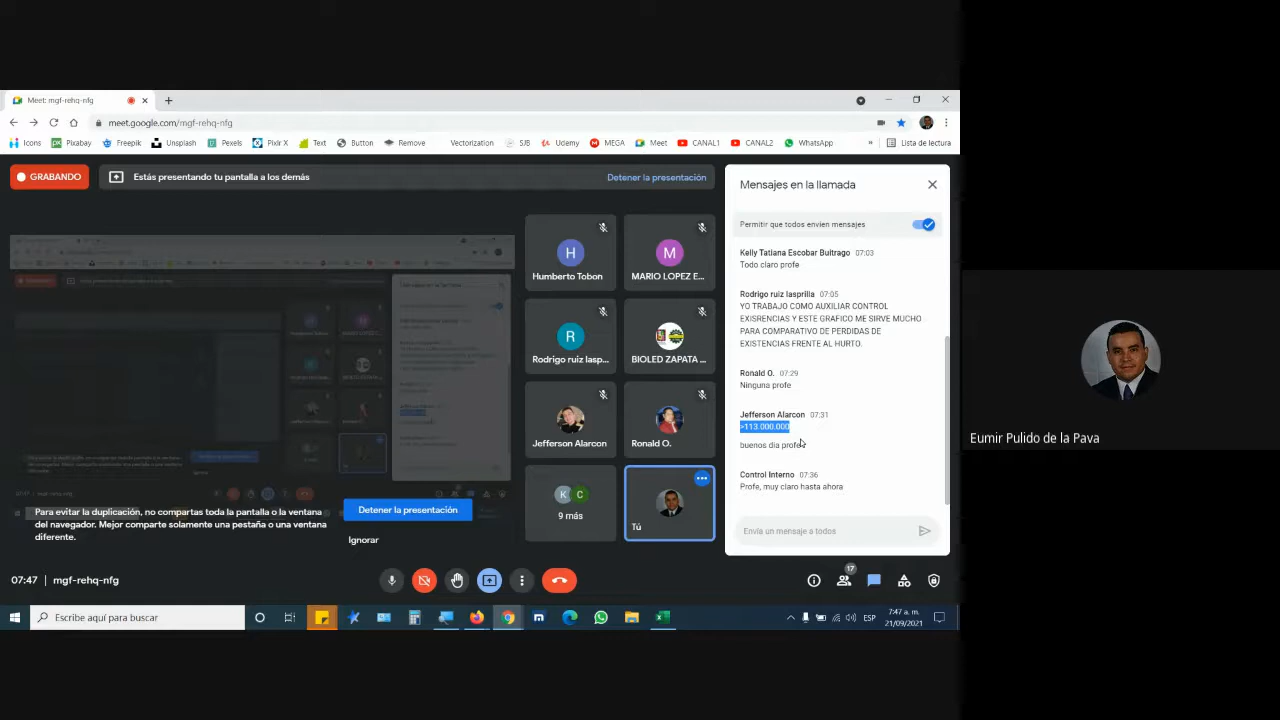 Meet: mgf-rehq-nfg
meet.google.com/mgf-rehq-nfg
Icons Pixabay Freepik Unsplash Pexels Pixir X Text Button Remove Vectorization SJB Udemy MEGA Meet CANAL1 CANAL2 WhatsApp » Lista de lectura
GRABANDO
Estás presentando tu pantalla a los demás
Detener la presentación
Humberto Tobon
MARIO LOPEZ E...
Rodrigo ruiz lasp...
BIOLED ZAPATA ...
Jefferson Alarcon
Ronald O.
9 más
Tú
Para evitar la duplicación, no compartas toda la pantalla o la ventana
del navegador. Mejor comparte solamente una pestaña o una ventana
diferente.
Detener la presentación
Ignorar
Mensajes en la llamada
Permitir que todos envíen mensajes
Kelly Tatiana Escobar Buitrago 07:03
Todo claro profe
Rodrigo ruiz lasprilla 07:05
YO TRABAJO COMO AUXILIAR CONTROL
EXISRENCIAS Y ESTE GRAFICO ME SIRVE MUCHO
PARA COMPARATIVO DE PERDIDAS DE
EXISTENCIAS FRENTE AL HURTO.
Ronald O. 07:29
Ninguna profe
Jefferson Alarcon 07:31
>113.000.000
buenos dia profe
Control Interno 07:36
Profe, muy claro hasta ahora
Envía un mensaje a todos
07:47 | mgf-rehq-nfg
17
Escribe aquí para buscar
ESP
7:47 a. m.
21/09/2021
Eumir Pulido de la Pava